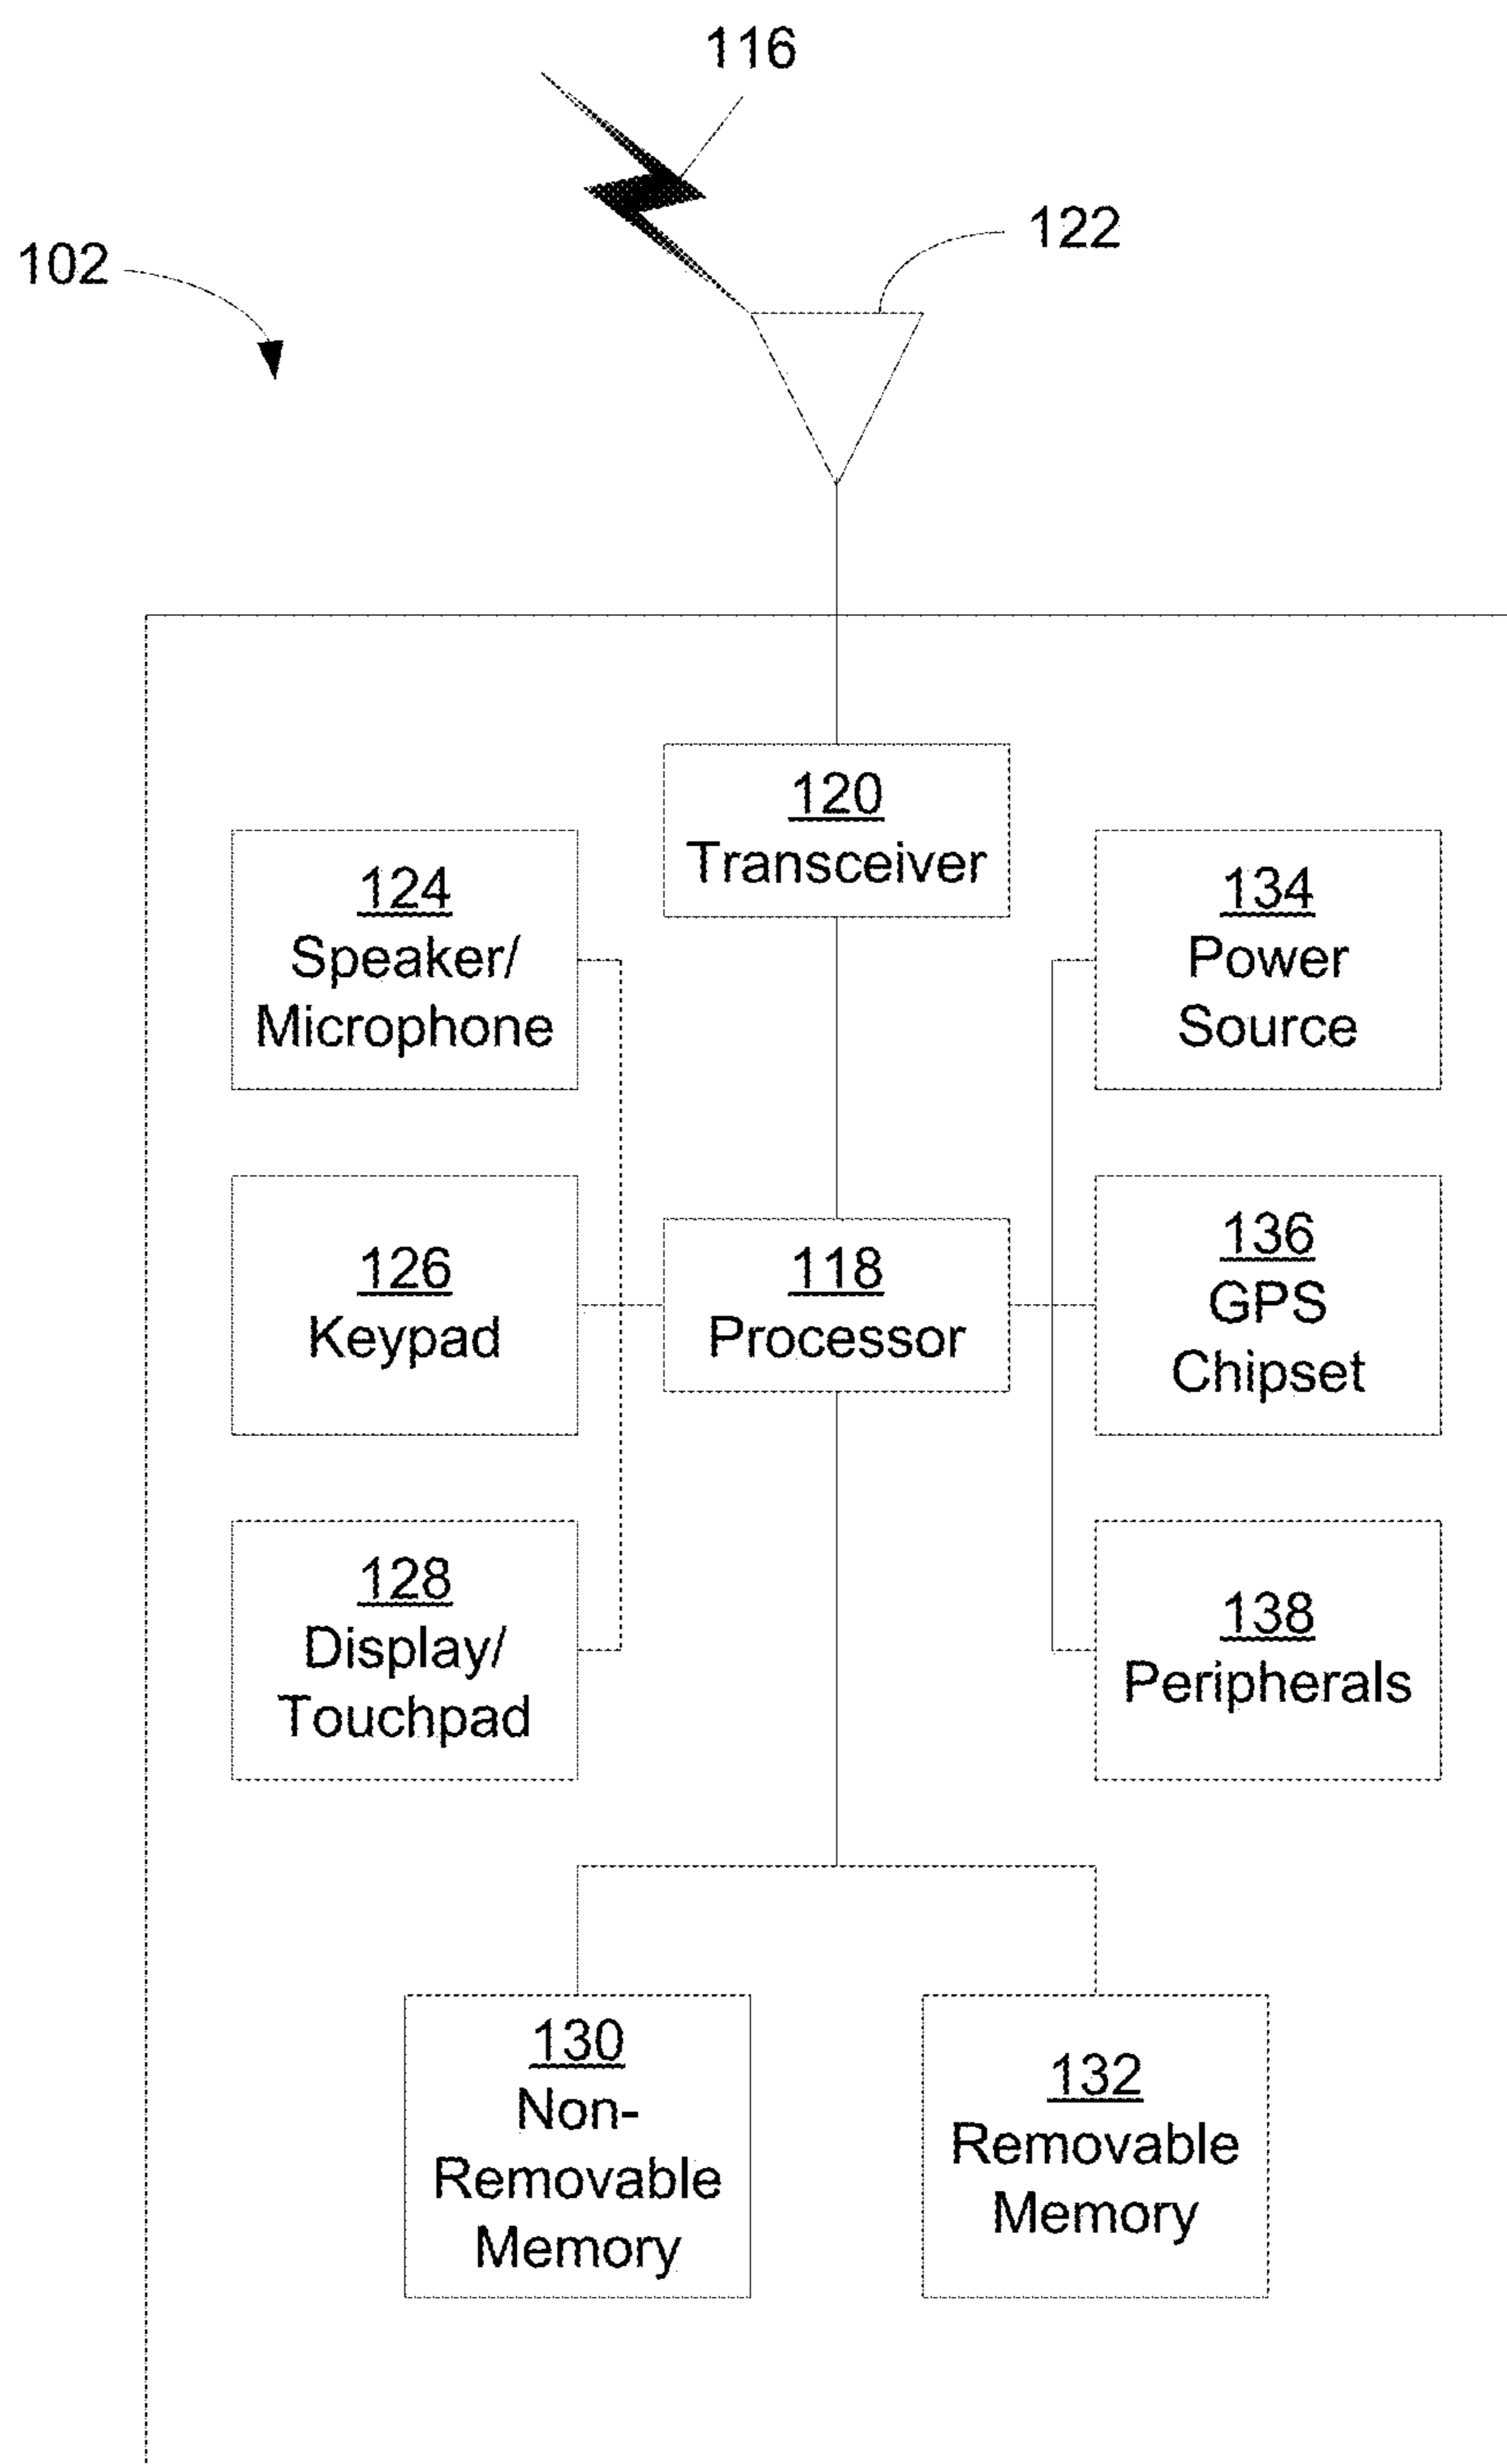 116
122
102
120
Transceiver
124
Speaker/
Microphone
134
Power
Source
126
Keypad
118
Processor
136
GPS
Chipset
128
Display/
Touchpad
138
Peripherals
130
Non-
Removable
Memory
132
Removable
Memory